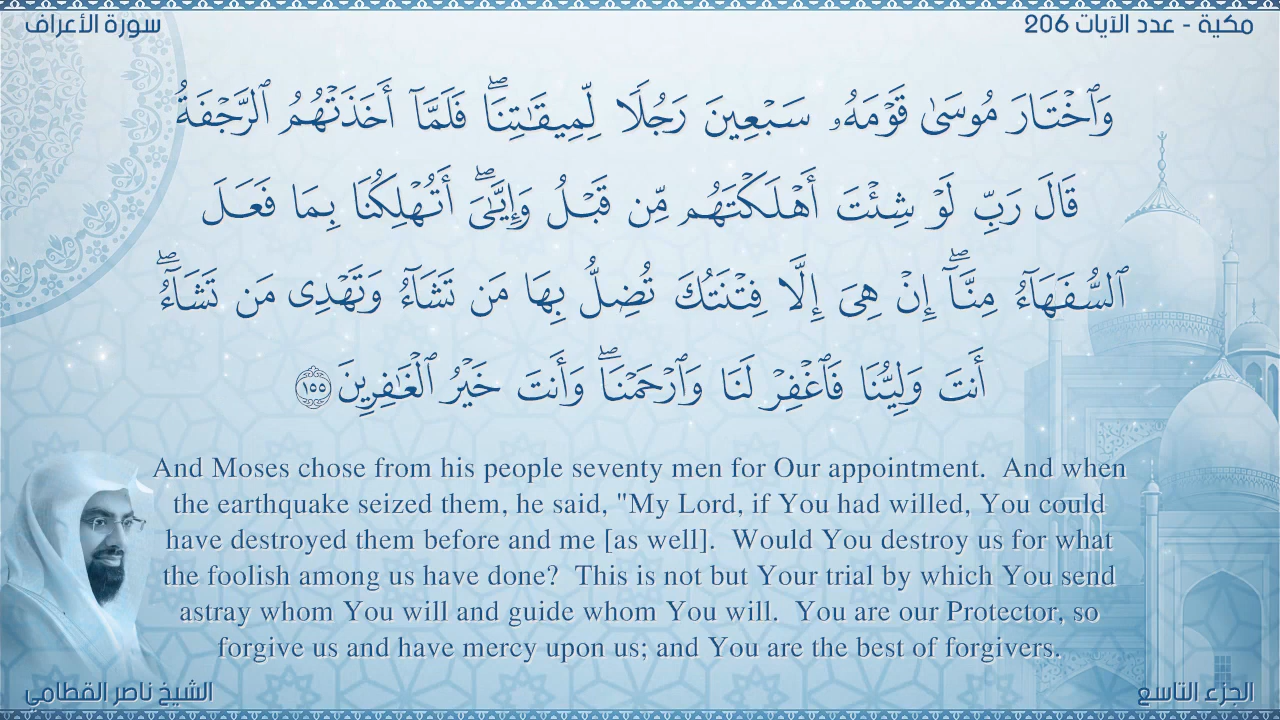 سورة الأعراف
مكية - عدد الآيات 206
وَٱخْتَارَ مُوسَىٰ قَوْمَهُۥ سَبْعِينَ رَجُلًا لِّمِيقَـٰتِنَا ۖ فَلَمَّآ أَخَذَتْهُمُ ٱلرَّجْفَةُ
قَالَ رَبِّ لَوْ شِئْتَ أَهْلَكْتَهُم مِّن قَبْلُ وَإِيَّـٰىَ ۖ أَتُهْلِكُنَا بِمَا فَعَلَ
ٱلسُّفَهَآءُ مِنَّآ ۖ إِنْ هِىَ إِلَّا فِتْنَتُكَ تُضِلُّ بِهَا مَن تَشَآءُ وَتَهْدِى مَن تَشَآءُ ۖ
أَنتَ وَلِيُّنَا فَٱغْفِرْ لَنَا وَٱرْحَمْنَا ۖ وَأَنتَ خَيْرُ ٱلْغَـٰفِرِينَ ١٥٥
And Moses chose from his people seventy men for Our appointment.  And when
the earthquake seized them, he said, "My Lord, if You had willed, You could
have destroyed them before and me [as well].  Would You destroy us for what
the foolish among us have done?  This is not but Your trial by which You send
astray whom You will and guide whom You will.  You are our Protector, so
forgive us and have mercy upon us; and You are the best of forgivers.
الشيخ ناصر القطامي
الجزء التاسع